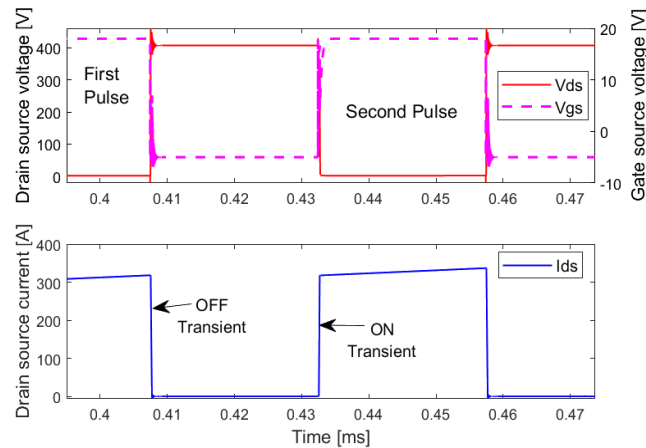 Drain source voltage [V]
400
300
200
100
0
First
Pulse
Second Pulse
Vds
Vgs
20
10
0
-10
Gate source voltage [V]
0.4 0.41 0.42 0.43 0.44 0.45 0.46 0.47
Drain source current [A]
400
300
200
100
0
OFF
Transient
ON
Transient
Ids
0.4 0.41 0.42 0.43 0.44 0.45 0.46 0.47
Time [ms]